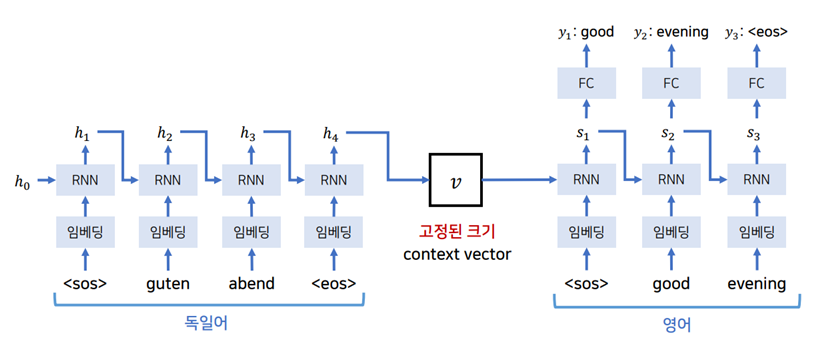 y₁: good y₂: evening y₃: <eos>
FC FC FC
h₁ h₂ h₃ h₄ s₁ s₂ s₃
h₀ RNN RNN RNN RNN v RNN RNN RNN
임베딩 임베딩 임베딩 임베딩 고정된 크기 임베딩 임베딩 임베딩
context vector
<sos> guten abend <eos> <sos> good evening
독일어 영어